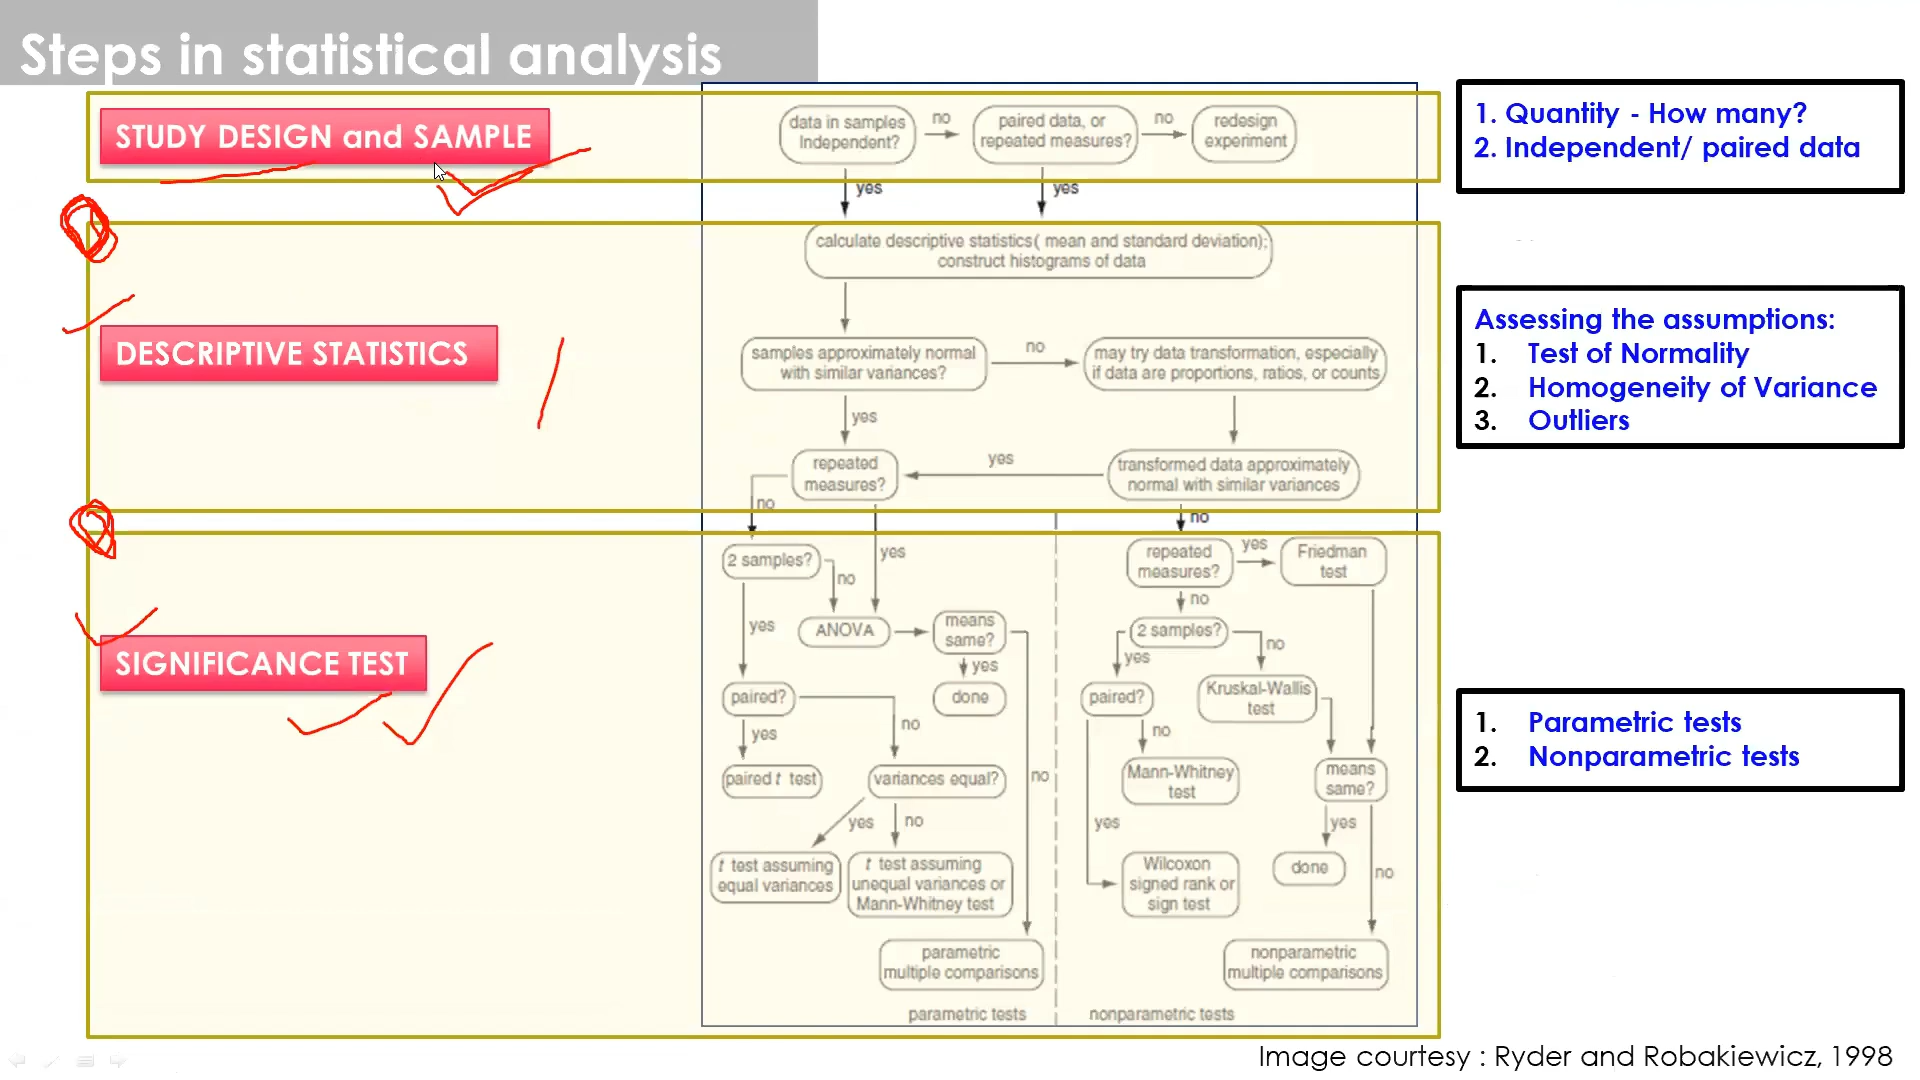 Steps in statistical analysis
STUDY DESIGN and SAMPLE
data in samples
Independent?
no
paired data, or
repeated measures?
no
redesign
experiment
1. Quantity - How many?
2. Independent/ paired data
yes
yes
calculate descriptive statistics( mean and standard deviation);
construct histograms of data
DESCRIPTIVE STATISTICS
samples approximately normal
with similar variances?
no
may try data transformation, especially
if data are proportions, ratios, or counts
Assessing the assumptions:
1. Test of Normality
2. Homogeneity of Variance
3. Outliers
yes
repeated
measures?
yes
transformed data approximately
normal with similar variances
no
no
SIGNIFICANCE TEST
2 samples?
no
yes
repeated
measures?
yes
Friedman
test
no
yes
ANOVA
means
same?
2 samples?
no
yes
yes
paired?
done
paired?
Kruskal-Wallis
test
1. Parametric tests
2. Nonparametric tests
no
yes
no
paired t test
variances equal?
no
Mann-Whitney
test
means
same?
yes
no
yes
yes
t test assuming
equal variances
t test assuming
unequal variances or
Mann-Whitney test
Wilcoxon
signed rank or
sign test
done
no
parametric
multiple comparisons
nonparametric
multiple comparisons
parametric tests
nonparametric tests
Image courtesy : Ryder and Robakiewicz, 1998